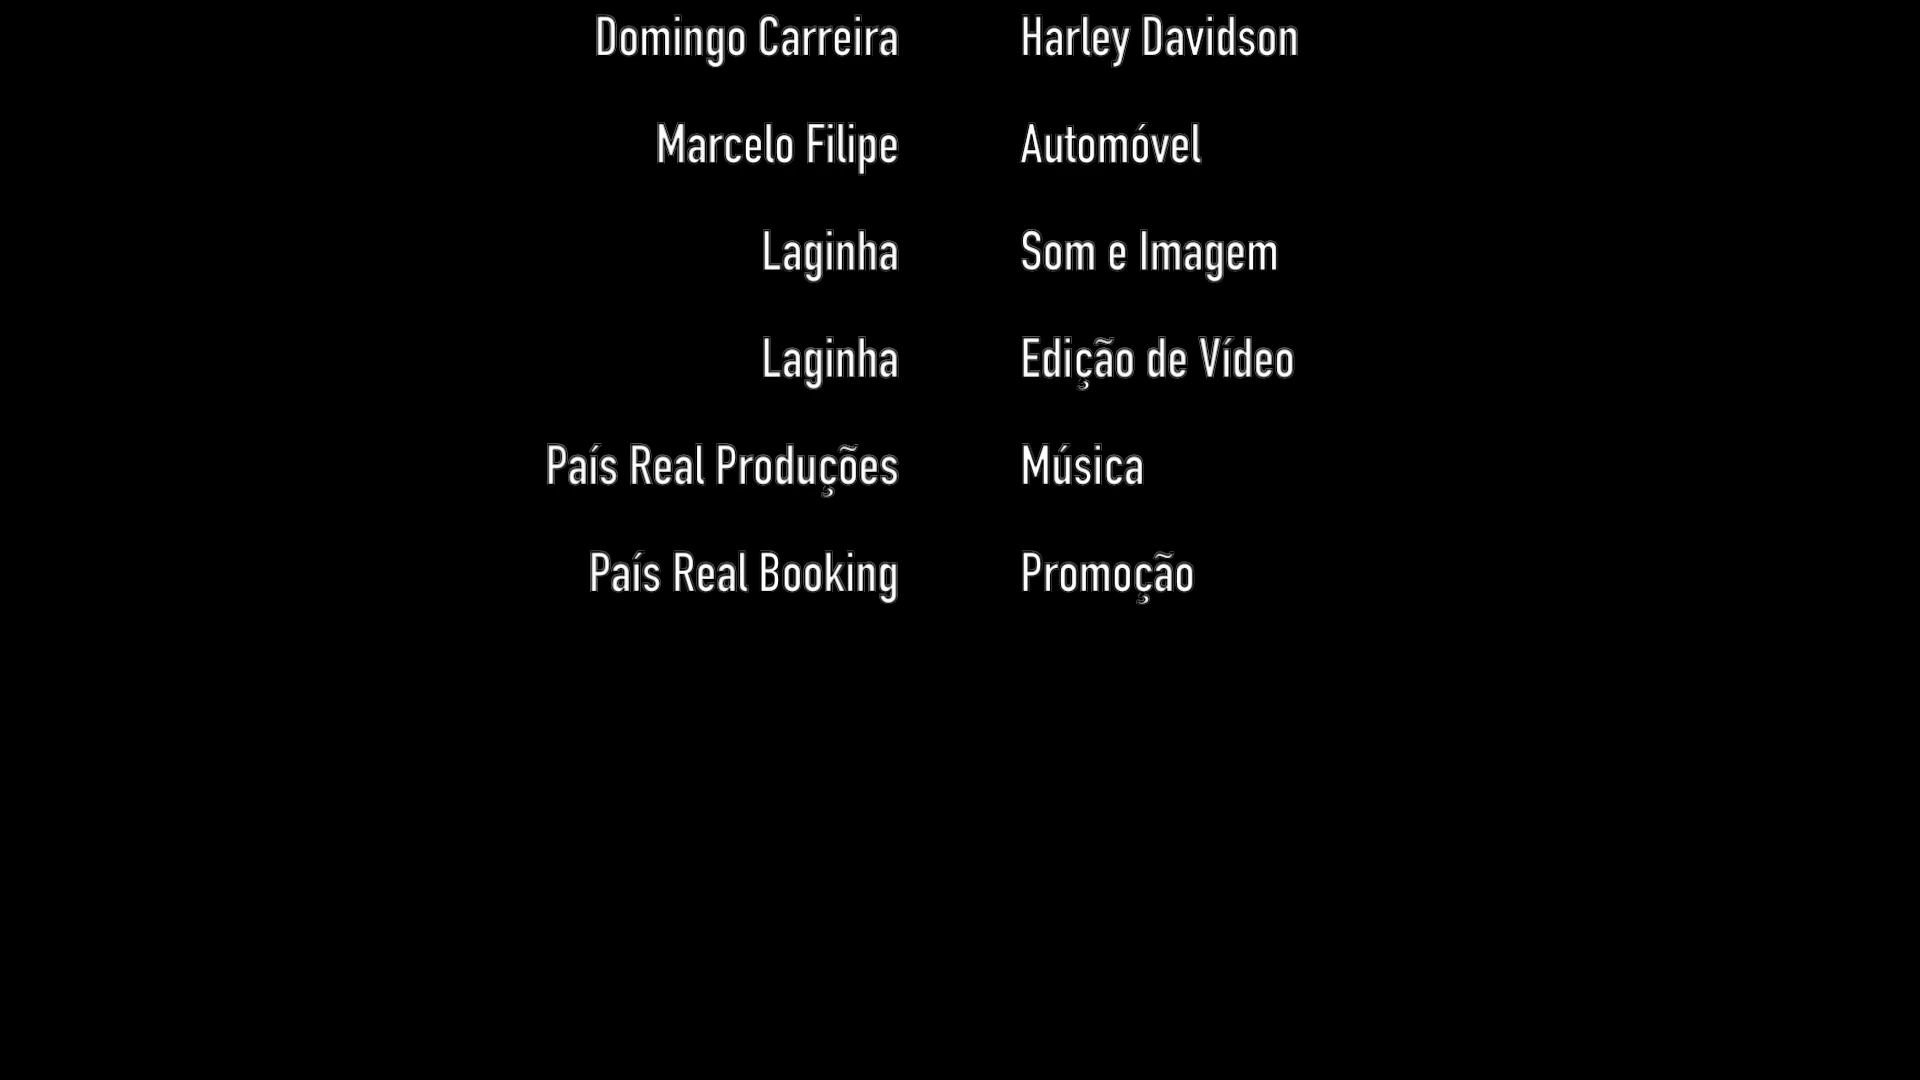 Domingo Carreira Harley Davidson
Marcelo Filipe Automóvel
Laginha Som e Imagem
Laginha Edição de Vídeo
País Real Produções Música
País Real Booking Promoção